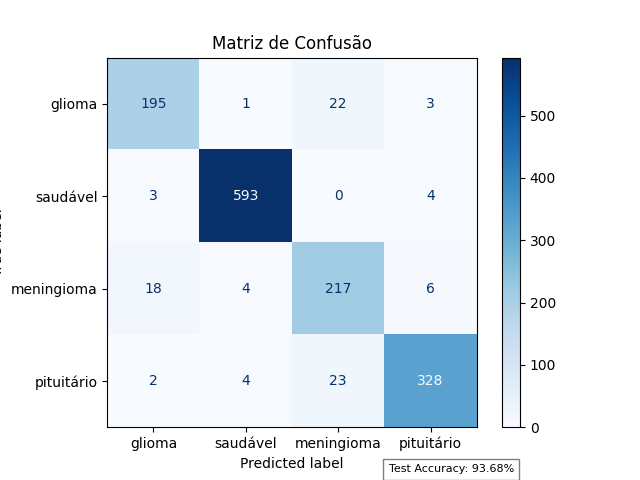 Matriz de Confusão
glioma 195 1 22 3
saudável 3 593 0 4
meningioma 18 4 217 6
pituitário 2 4 23 328
glioma saudável meningioma pituitário
Predicted label
Test Accuracy: 93.68%
500
400
300
200
100
0